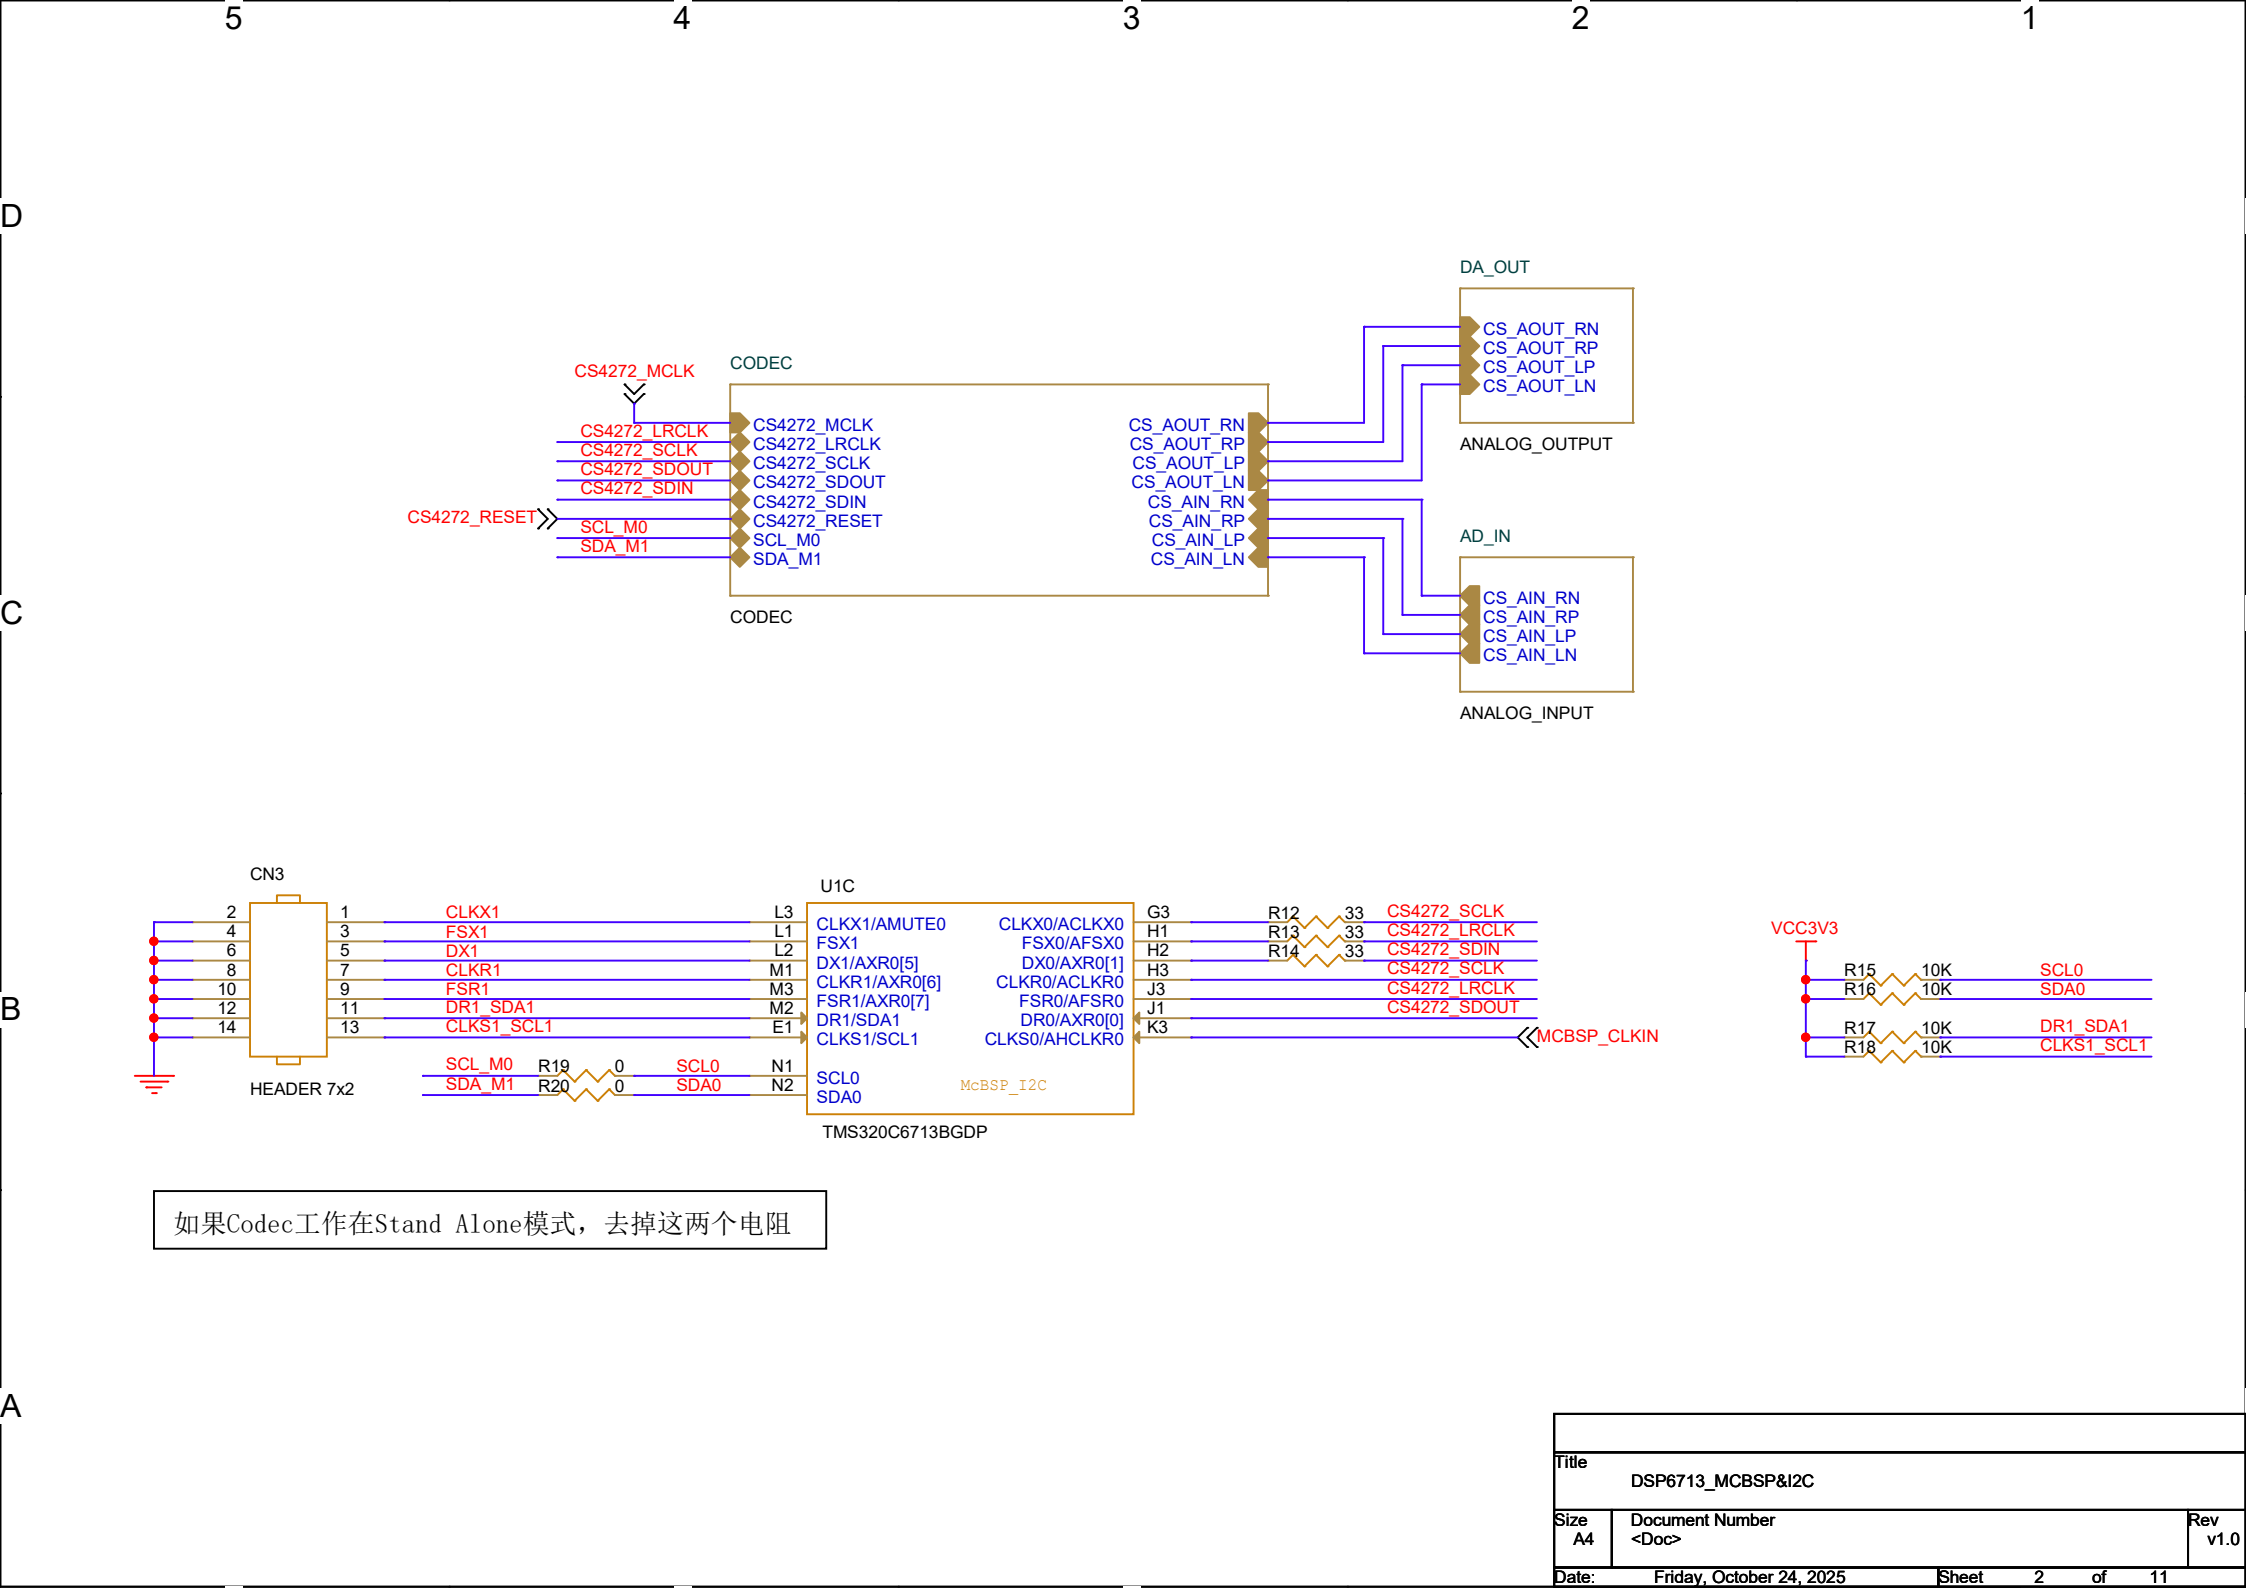 5 4 3 2 1
D
C
B
A
DA_OUT
CS_AOUT_RN
CS_AOUT_RP
CS_AOUT_LP
CS_AOUT_LN
ANALOG_OUTPUT
CS4272_MCLK
CS4272_LRCLK
CS4272_SCLK
CS4272_SDOUT
CS4272_SDIN
CS4272_RESET
SCL_M0
SDA_M1
CODEC
CS4272_MCLK
CS4272_LRCLK
CS4272_SCLK
CS4272_SDOUT
CS4272_SDIN
CS4272_RESET
SCL_M0
SDA_M1
CS_AOUT_RN
CS_AOUT_RP
CS_AOUT_LP
CS_AOUT_LN
CS_AIN_RN
CS_AIN_RP
CS_AIN_LP
CS_AIN_LN
CODEC
AD_IN
CS_AIN_RN
CS_AIN_RP
CS_AIN_LP
CS_AIN_LN
ANALOG_INPUT
CN3
2 1 CLKX1 L3
4 3 FSX1 L1
6 5 DX1 L2
8 7 CLKR1 M1
10 9 FSR1 M3
12 11 DR1_SDA1 M2
14 13 CLKS1_SCL1 E1
HEADER 7x2
SCL_M0 R19 0 SCL0 N1
SDA_M1 R20 0 SDA0 N2
U1C
CLKX1/AMUTE0
FSX1
DX1/AXR0[5]
CLKR1/AXR0[6]
FSR1/AXR0[7]
DR1/SDA1
CLKS1/SCL1
SCL0
SDA0
CLKX0/ACLKX0
FSX0/AFSX0
DX0/AXR0[1]
CLKR0/ACLKR0
FSR0/AFSR0
DR0/AXR0[0]
CLKS0/AHCLKR0
McBSP_I2C
TMS320C6713BGDP
G3 R12 33 CS4272_SCLK
H1 R13 33 CS4272_LRCLK
H2 R14 33 CS4272_SDIN
H3 CS4272_SCLK
J3 CS4272_LRCLK
J1 CS4272_SDOUT
K3 MCBSP_CLKIN
VCC3V3
R15 10K SCL0
R16 10K SDA0
R17 10K DR1_SDA1
R18 10K CLKS1_SCL1
如果Codec工作在Stand Alone模式，去掉这两个电阻
Title
DSP6713_MCBSP&I2C
Size Document Number Rev
A4 <Doc> v1.0
Date: Friday, October 24, 2025 Sheet 2 of 11